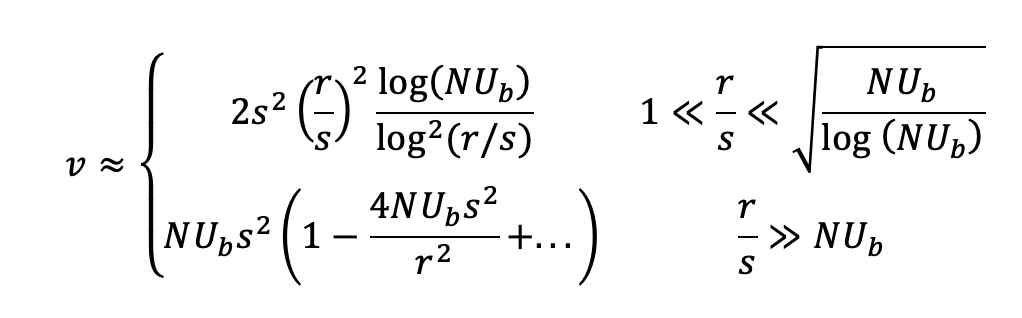 v ≈ { 2s² (r/s)² log(NU_b) / log²(r/s)    1 ≪ r/s ≪ √(NU_b / log (NU_b))
NU_b s² (1 − 4NU_b s² / r² +...)    r/s ≫ NU_b